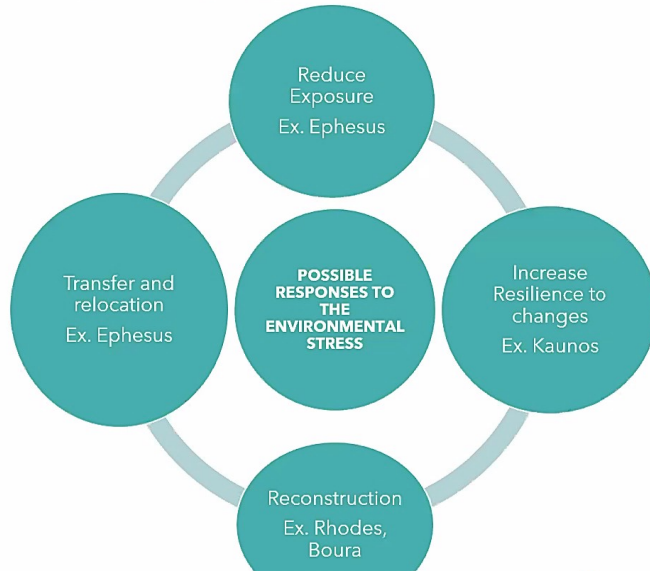 Reduce
Exposure
Ex. Ephesus
Transfer and
relocation
Ex. Ephesus
POSSIBLE
RESPONSES TO
THE
ENVIRONMENTAL
STRESS
Increase
Resilience to
changes
Ex. Kaunos
Reconstruction
Ex. Rhodes,
Boura